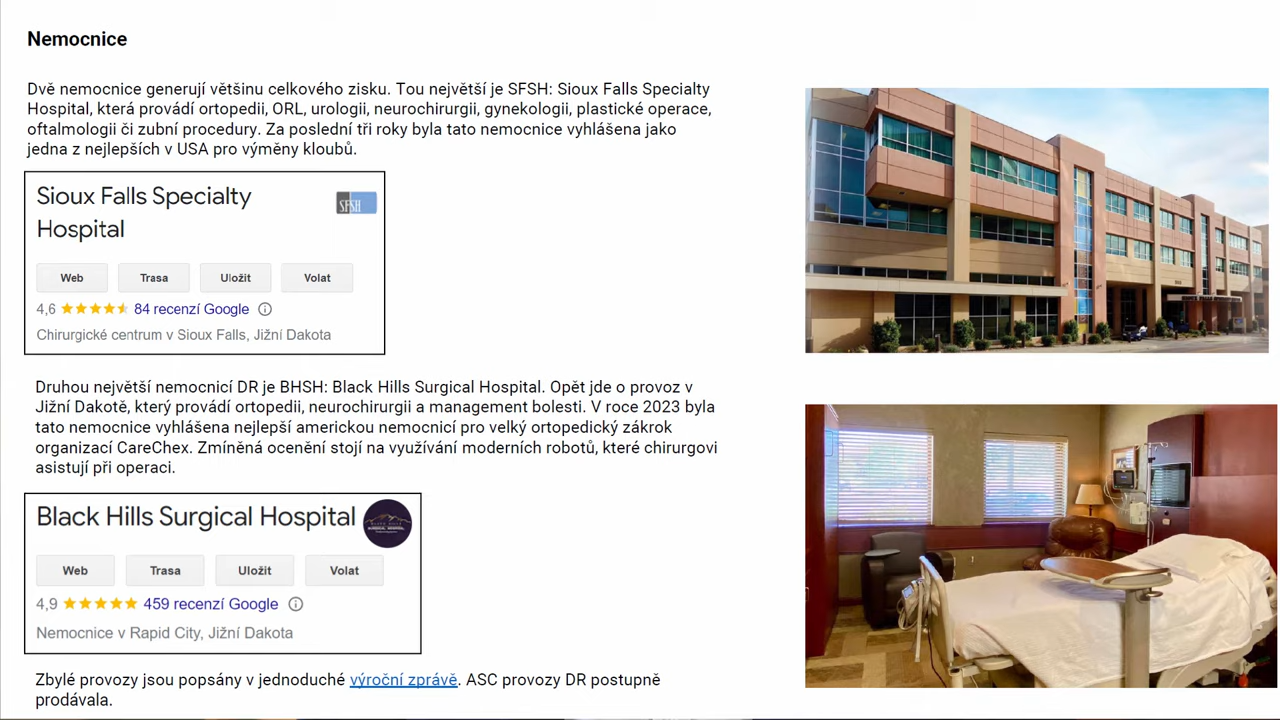 Nemocnice
Dvě nemocnice generují většinu celkového zisku. Tou největší je SFSH: Sioux Falls Specialty
Hospital, která provádí ortopedii, ORL, urologii, neurochirurgii, gynekologii, plastické operace,
oftalmologii či zubní procedury. Za poslední tři roky byla tato nemocnice vyhlášena jako
jedna z nejlepších v USA pro výměny kloubů.
Sioux Falls Specialty
Hospital
SFSH
Web Trasa Uložit Volat
4,6 84 recenzí Google
Chirurgické centrum v Sioux Falls, Jižní Dakota
Druhou největší nemocnicí DR je BHSH: Black Hills Surgical Hospital. Opět jde o provoz v
Jižní Dakotě, který provádí ortopedii, neurochirurgii a management bolesti. V roce 2023 byla
tato nemocnice vyhlášena nejlepší americkou nemocnicí pro velký ortopedický zákrok
organizací CareChex. Zmíněná ocenění stojí na využívání moderních robotů, které chirurgovi
asistují při operaci.
Black Hills Surgical Hospital
Web Trasa Uložit Volat
4,9 459 recenzí Google
Nemocnice v Rapid City, Jižní Dakota
Zbylé provozy jsou popsány v jednoduché výroční zprávě. ASC provozy DR postupně
prodávala.